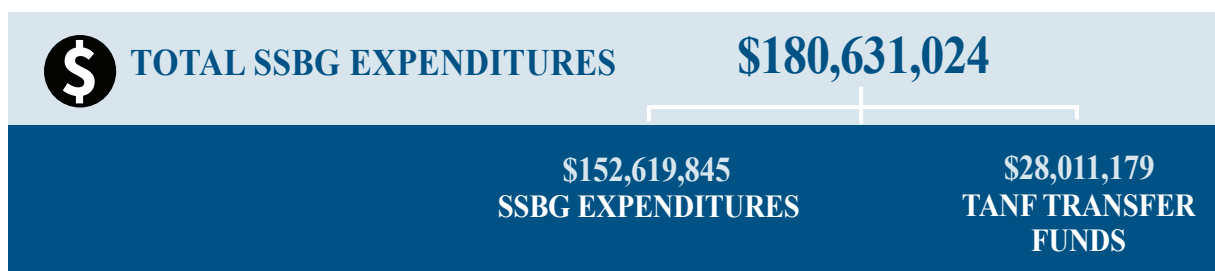 $ TOTAL SSBG EXPENDITURES $180,631,024
$152,619,845
SSBG EXPENDITURES
$28,011,179
TANF TRANSFER
FUNDS